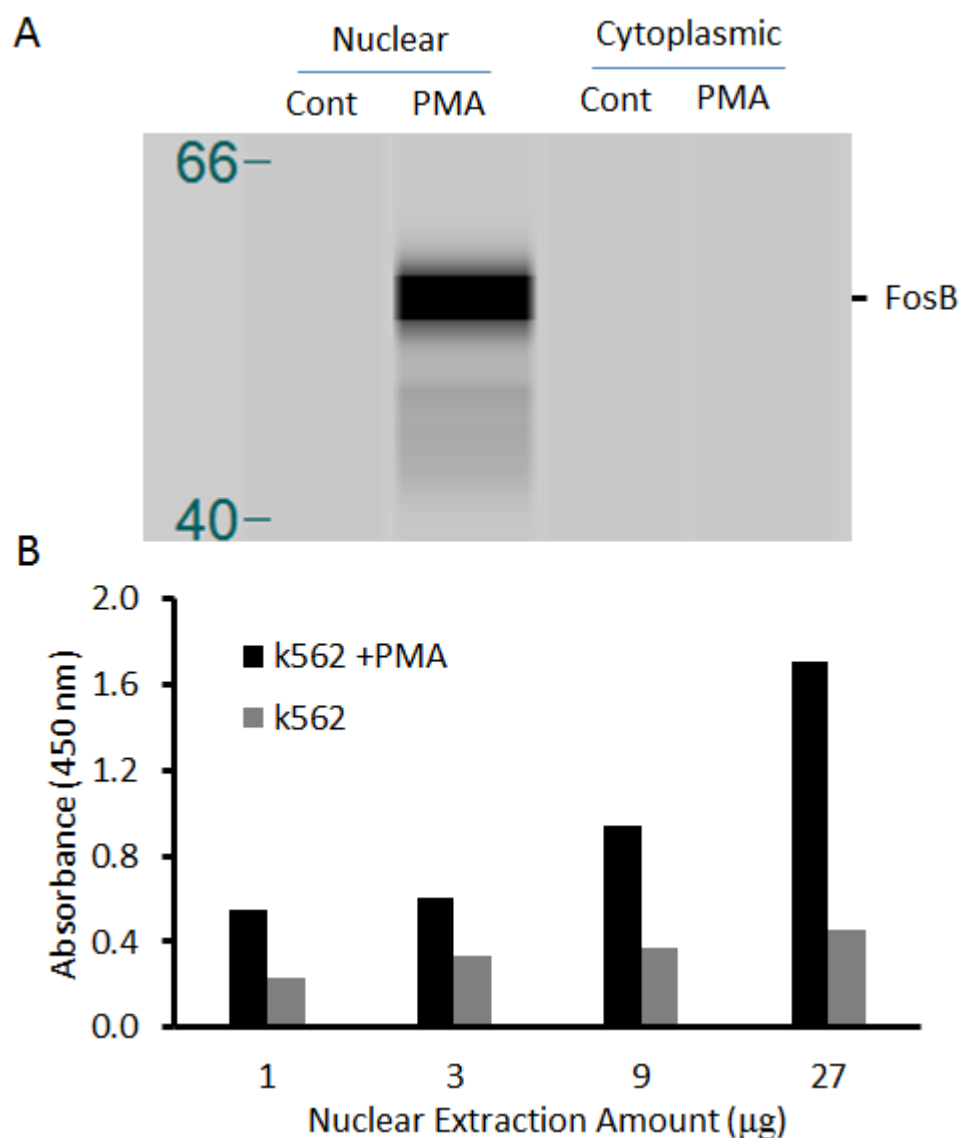 A
Nuclear Cytoplasmic
Cont PMA Cont PMA
66
FosB
40
B
2.0
1.6
1.2
0.8
0.4
0.0
Absorbance (450 nm)
k562 +PMA
k562
1 3 9 27
Nuclear Extraction Amount (µg)